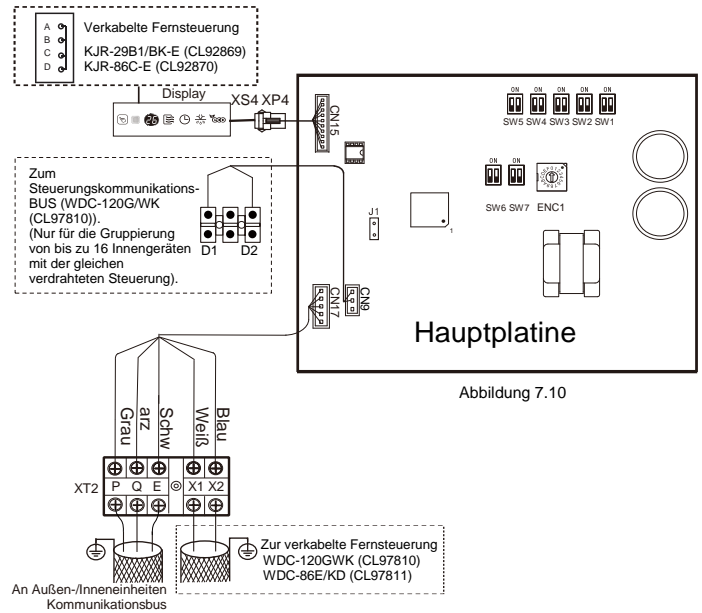 A
B
C
D
Verkabelte Fernsteuerung
KJR-29B1/BK-E (CL92869)
KJR-86C-E (CL92870)
Display
XS4 XP4
26
CN15
ON ON ON ON ON
SW5 SW4 SW3 SW2 SW1
ON ON
SW6 SW7 ENC1
J1
1
Zum
Steuerungskommunikations-
BUS (WDC-120G/WK
(CL97810)).
(Nur für die Gruppierung
von bis zu 16 Innengeräten
mit der gleichen
verdrahteten Steuerung).
D1 D2
CN17
CN9
Hauptplatine
Abbildung 7.10
Grau
arz
Schw
Weiß
Blau
XT2
P Q E X1 X2
Zur verkabelte Fernsteuerung
WDC-120GWK (CL97810)
WDC-86E/KD (CL97811)
An Außen-/Inneneinheiten
Kommunikationsbus